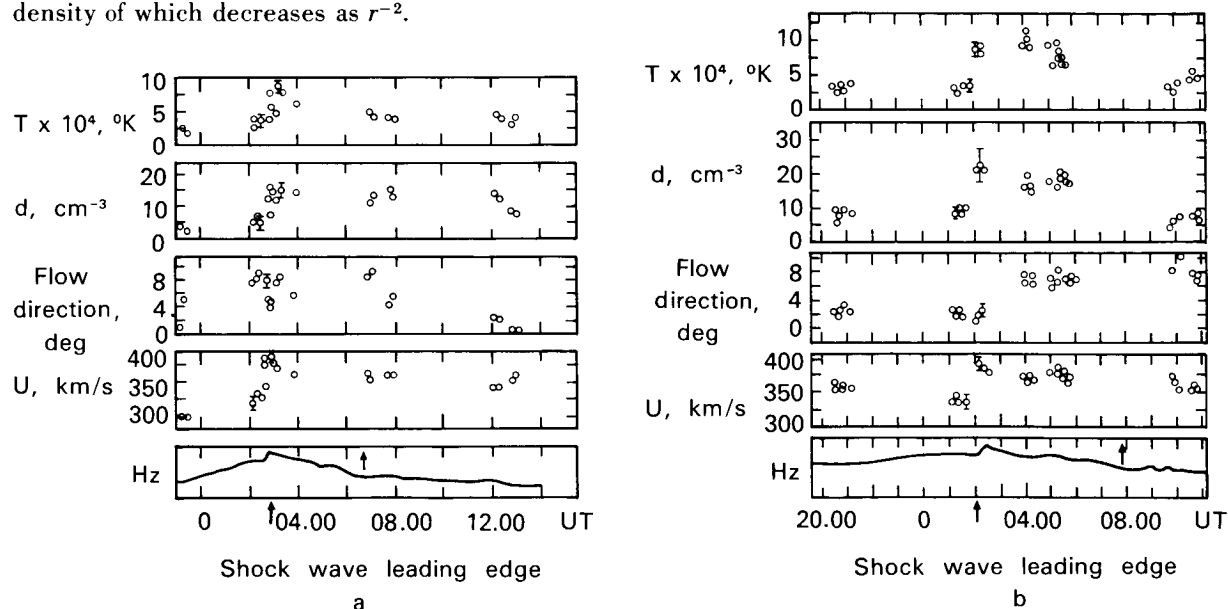 density of which decreases as r⁻².
T x 10⁴, ⁰K
10
5
0
d, cm⁻³
20
10
0
Flow
direction,
deg
8
4
0
U, km/s
400
350
300
Hz
0 04.00 08.00 12.00 UT
Shock wave leading edge
a
T x 10⁴, ⁰K
10
5
0
d, cm⁻³
30
20
10
0
Flow
direction,
deg
8
4
0
U, km/s
400
350
300
Hz
20.00 0 04.00 08.00 UT
Shock wave leading edge
b